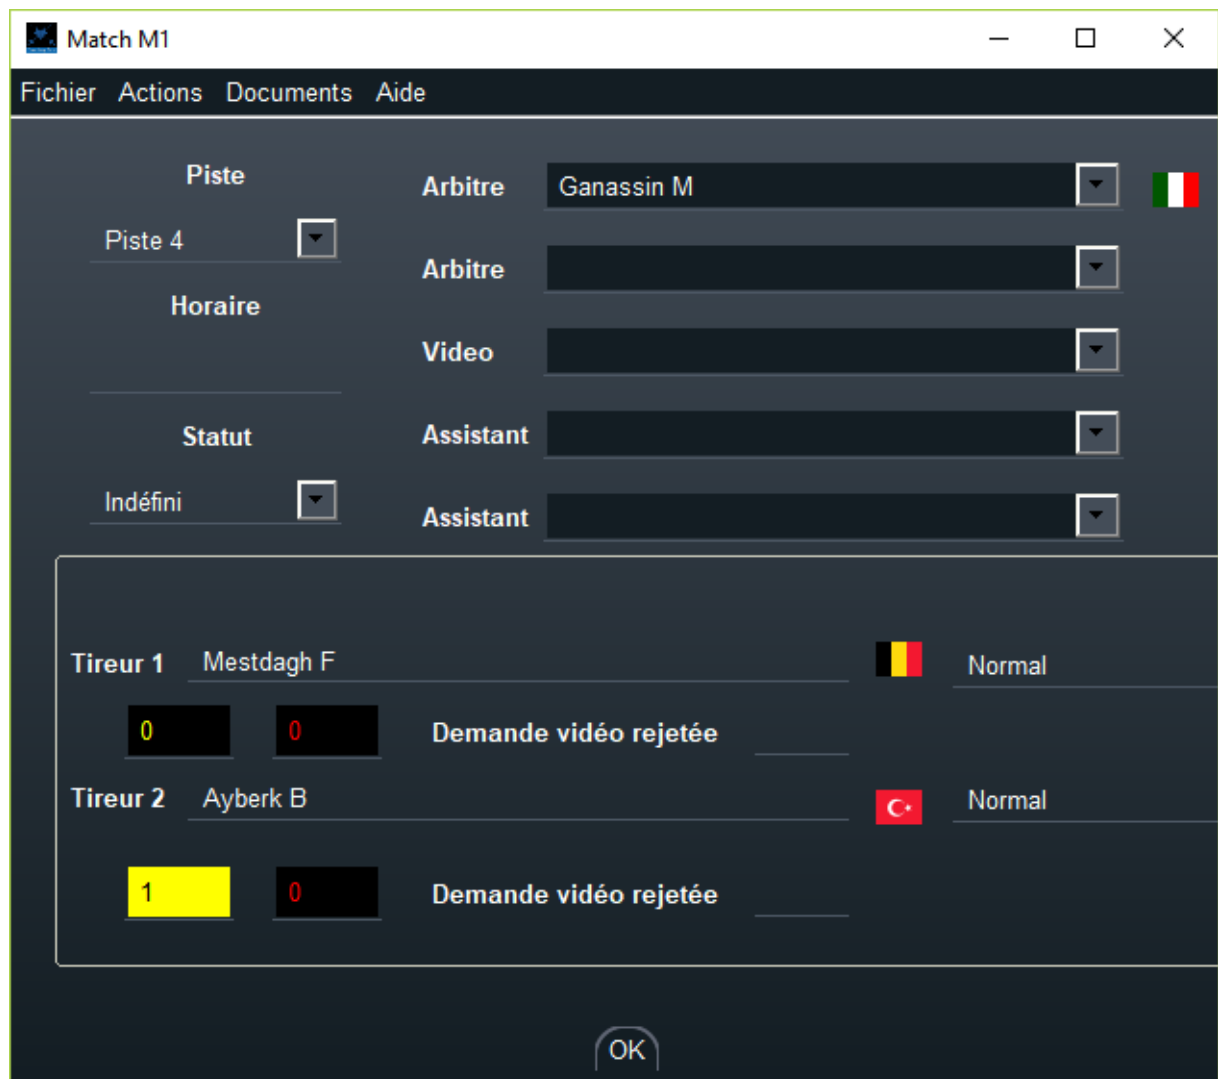 Match M1
Fichier Actions Documents Aide
Piste
Piste 4
Horaire
Statut
Indéfini
Arbitre Ganassin M
Arbitre
Video
Assistant
Assistant
Tireur 1 Mestdagh F Normal
0 0 Demande vidéo rejetée
Tireur 2 Ayberk B Normal
1 0 Demande vidéo rejetée
OK